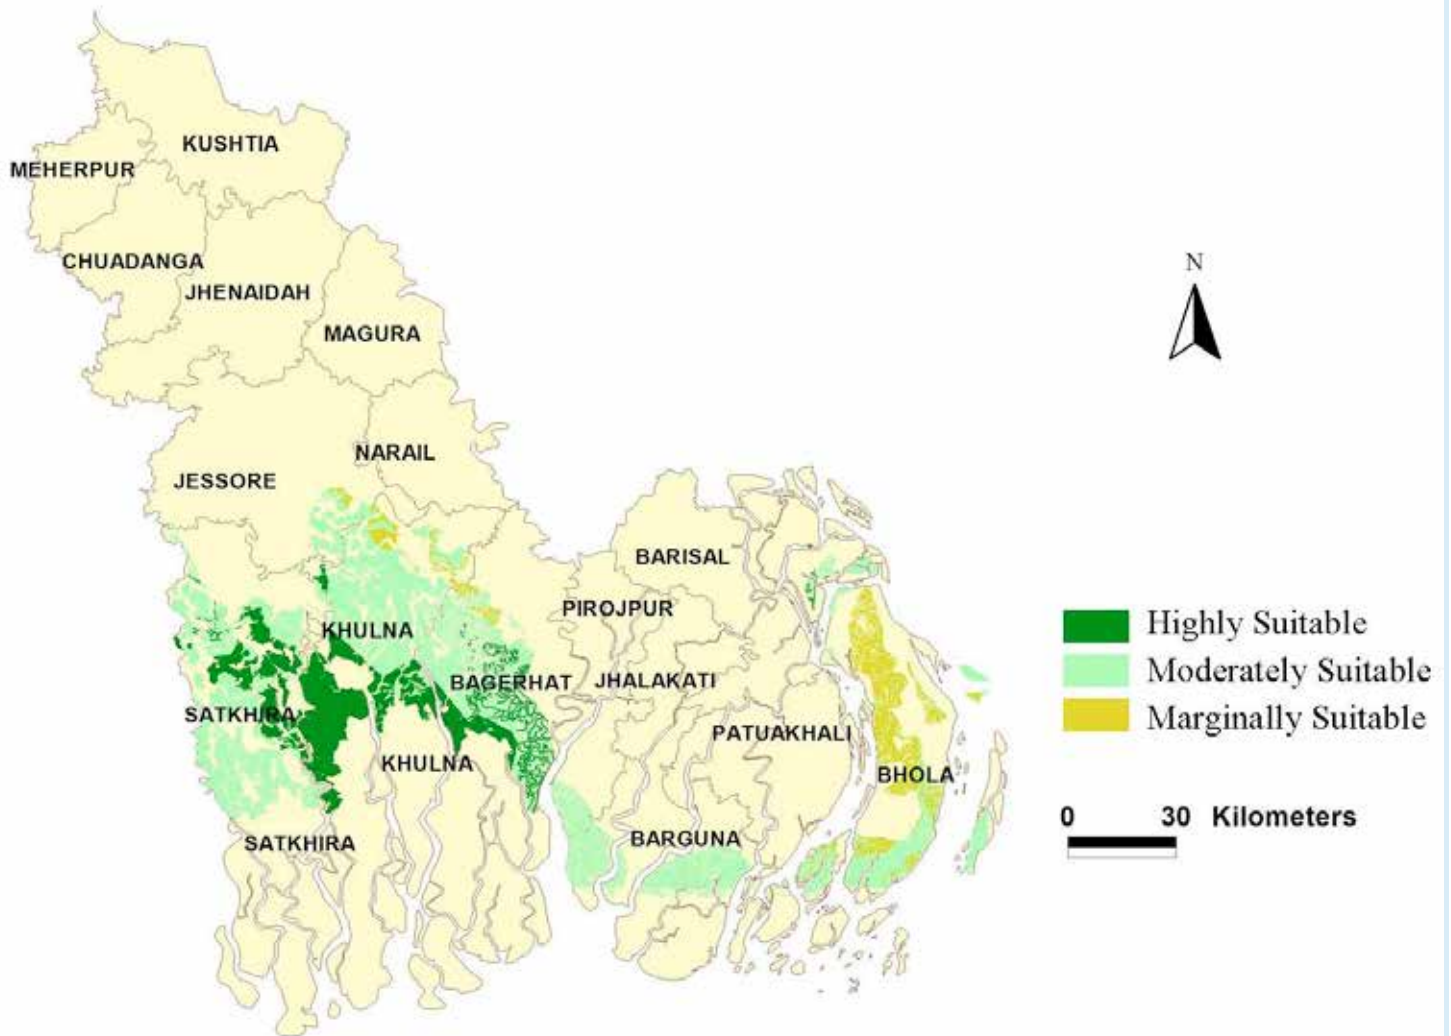 KUSHTIA
MEHERPUR
CHUADANGA
JHENAIDAH
MAGURA
N
NARAIL
JESSORE
BARISAL
PIROJPUR
KHULNA
BAGERHAT
JHALAKATI
SATKHIRA
PATUAKHALI
KHULNA
BHOLA
BARGUNA
SATKHIRA
Highly Suitable
Moderately Suitable
Marginally Suitable
0 30 Kilometers